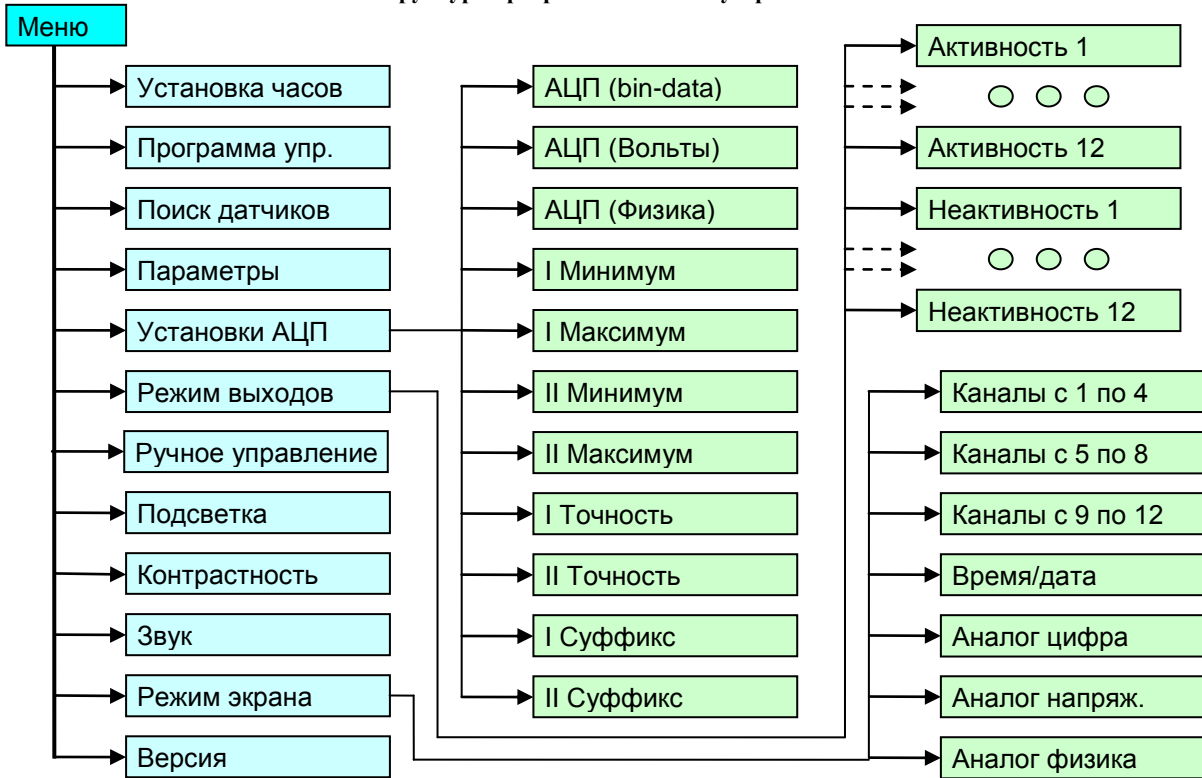 Меню
Установка часов
Программа упр.
Поиск датчиков
Параметры
Установки АЦП
Режим выходов
Ручное управление
Подсветка
Контрастность
Звук
Режим экрана
Версия
АЦП (bin-data)
АЦП (Вольты)
АЦП (Физика)
I Минимум
I Максимум
II Минимум
II Максимум
I Точность
II Точность
I Суффикс
II Суффикс
Активность 1
Активность 12
Неактивность 1
Неактивность 12
Каналы с 1 по 4
Каналы с 5 по 8
Каналы с 9 по 12
Время/дата
Аналог цифра
Аналог напряж.
Аналог физика